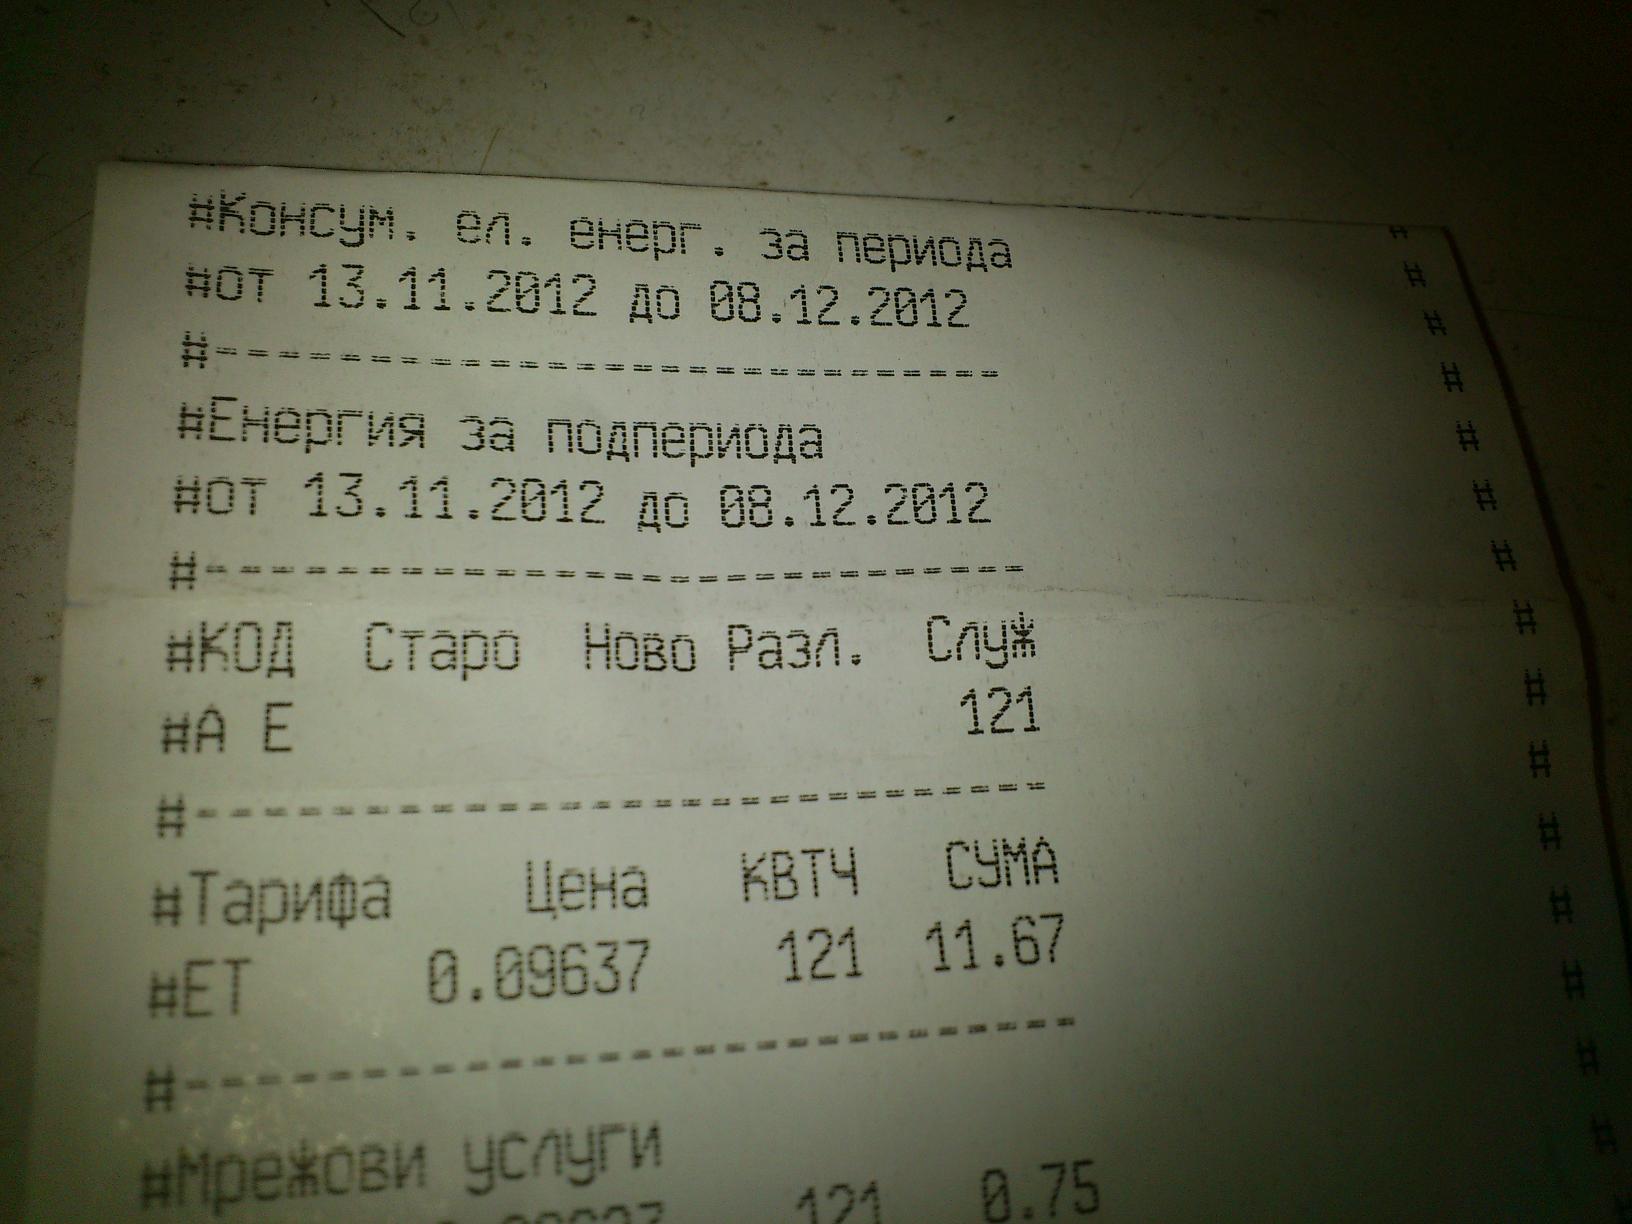 #Консум. ел. енерг. за периода #
#от 13.11.2012 до 08.12.2012 #
#--------------------------- #
#Енергия за подпериода #
#от 13.11.2012 до 08.12.2012 #
#--------------------------- #
#КОД Старо Ново Разл. Служ #
#А Е 121 #
#--------------------------- #
#Тарифа Цена КВТЧ СУМА #
#ЕТ 0.09637 121 11.67 #
#--------------------------- #
#Мрежови услуги #
121 0.75